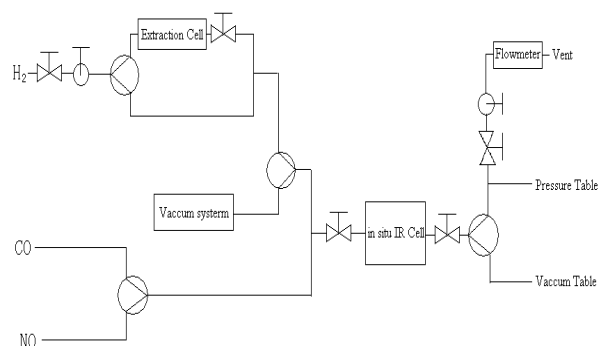 Extraction Cell
H2
Flowmeter
Vent
Pressure Table
Vaccum systerm
in situ IR Cell
CO
Vaccum Table
NO